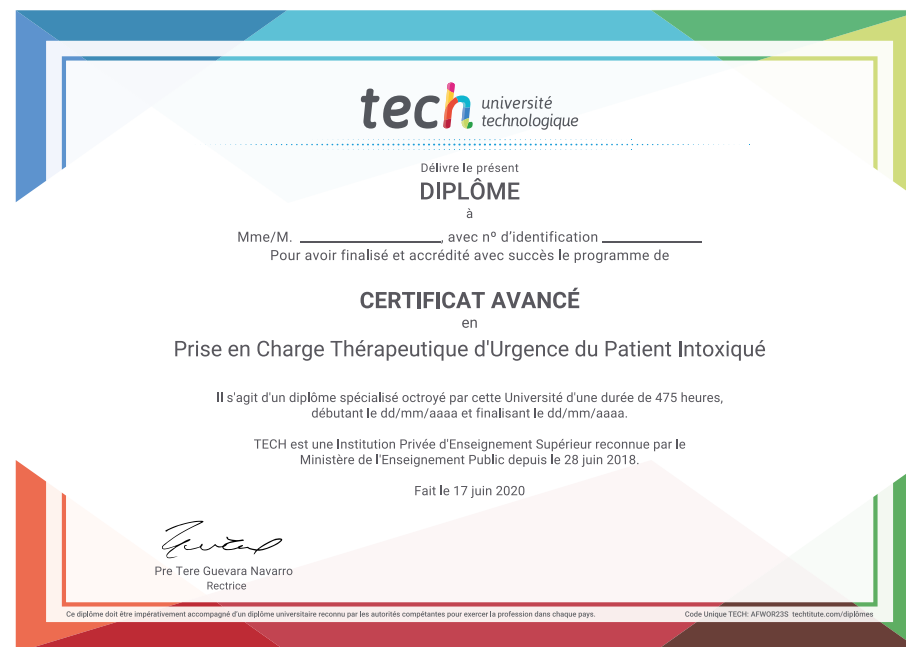 tech université
technologique
Délivre le présent
DIPLÔME
à
Mme/M. ____________________, avec nº d'identification ______________
Pour avoir finalisé et accrédité avec succès le programme de
CERTIFICAT AVANCÉ
en
Prise en Charge Thérapeutique d'Urgence du Patient Intoxiqué
Il s'agit d'un diplôme spécialisé octroyé par cette Université d'une durée de 475 heures,
débutant le dd/mm/aaaa et finalisant le dd/mm/aaaa.
TECH est une Institution Privée d'Enseignement Supérieur reconnue par le
Ministère de l'Enseignement Public depuis le 28 juin 2018.
Fait le 17 juin 2020
Pre Tere Guevara Navarro
Rectrice
Ce diplôme doit être impérativement accompagné d'un diplôme universitaire reconnu par les autorités compétentes pour exercer la profession dans chaque pays.
Code Unique TECH: AFWOR23S techtitute.com/diplômes